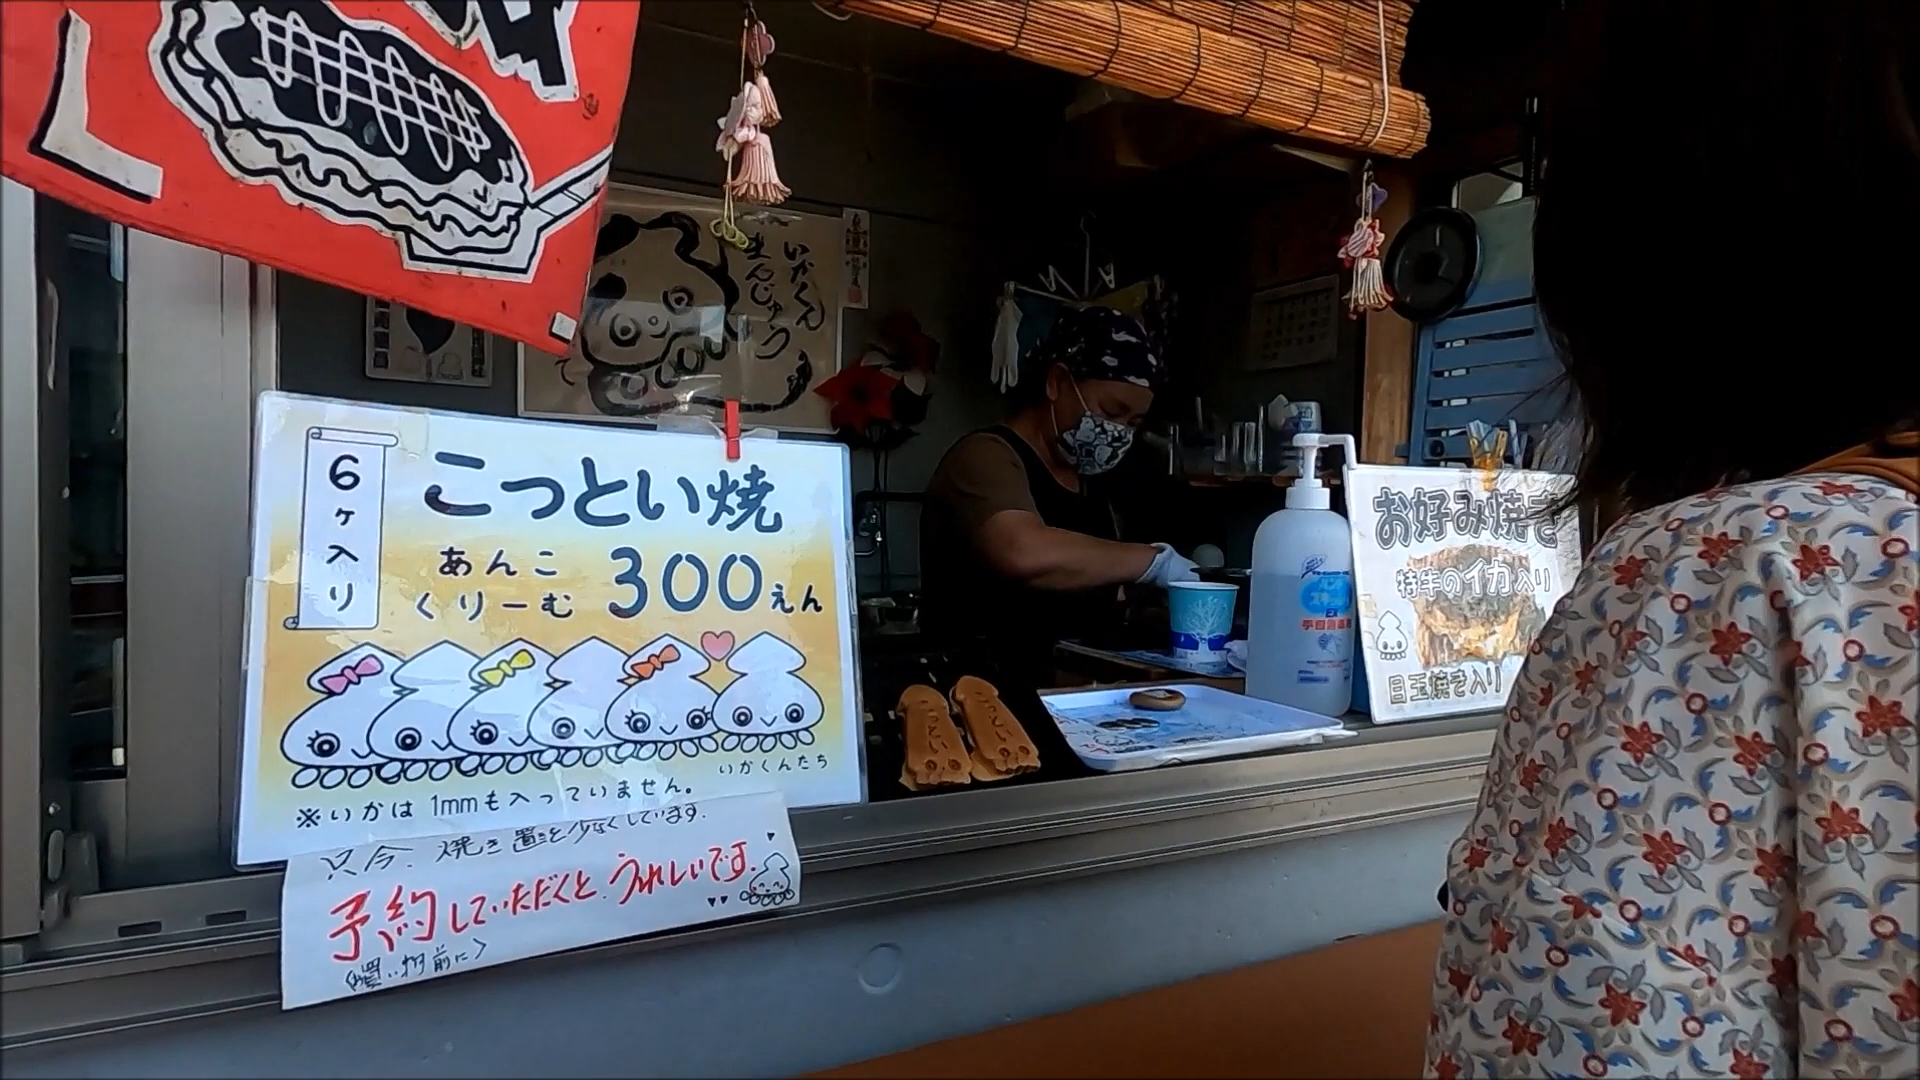 し
いかくん
まんじゅう
6ヶ入り
こっとい焼
あんこ
くりーむ
300えん
いかくんたち
※いかは1mmも入っていません。
只今、焼き置きを少なくしています。
予約していただくと、うれしいです。
お好み焼き
特牛のイカ入り
目玉焼き入り
こっとい
こっとい